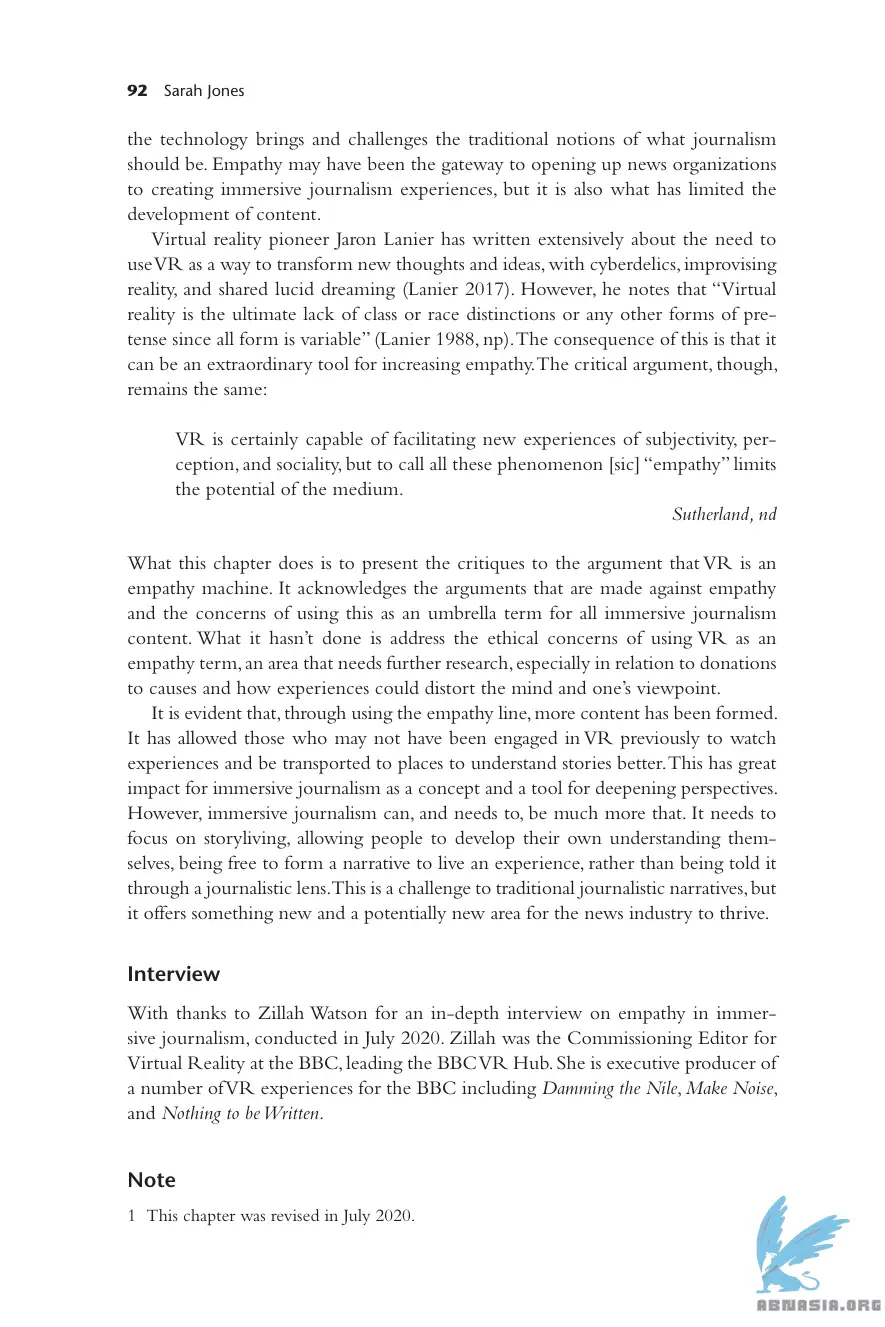 92 Sarah Jones
the technology brings and challenges the traditional notions of what journalism
should be. Empathy may have been the gateway to opening up news organizations
to creating immersive journalism experiences, but it is also what has limited the
development of content.
Virtual reality pioneer Jaron Lanier has written extensively about the need to
use VR as a way to transform new thoughts and ideas, with cyberdelics, improvising
reality, and shared lucid dreaming (Lanier 2017). However, he notes that “Virtual
reality is the ultimate lack of class or race distinctions or any other forms of pre-
tense since all form is variable” (Lanier 1988, np). The consequence of this is that it
can be an extraordinary tool for increasing empathy. The critical argument, though,
remains the same:
VR is certainly capable of facilitating new experiences of subjectivity, per-
ception, and sociality, but to call all these phenomenon [sic] “empathy” limits
the potential of the medium.
Sutherland, nd
What this chapter does is to present the critiques to the argument that VR is an
empathy machine. It acknowledges the arguments that are made against empathy
and the concerns of using this as an umbrella term for all immersive journalism
content. What it hasn’t done is address the ethical concerns of using VR as an
empathy term, an area that needs further research, especially in relation to donations
to causes and how experiences could distort the mind and one’s viewpoint.
It is evident that, through using the empathy line, more content has been formed.
It has allowed those who may not have been engaged in VR previously to watch
experiences and be transported to places to understand stories better. This has great
impact for immersive journalism as a concept and a tool for deepening perspectives.
However, immersive journalism can, and needs to, be much more that. It needs to
focus on storyliving, allowing people to develop their own understanding them-
selves, being free to form a narrative to live an experience, rather than being told it
through a journalistic lens. This is a challenge to traditional journalistic narratives, but
it offers something new and a potentially new area for the news industry to thrive.
Interview
With thanks to Zillah Watson for an in-depth interview on empathy in immer-
sive journalism, conducted in July 2020. Zillah was the Commissioning Editor for
Virtual Reality at the BBC, leading the BBC VR Hub. She is executive producer of
a number of VR experiences for the BBC including Damming the Nile, Make Noise,
and Nothing to be Written.
Note
1 This chapter was revised in July 2020.
ABNASIA.ORG